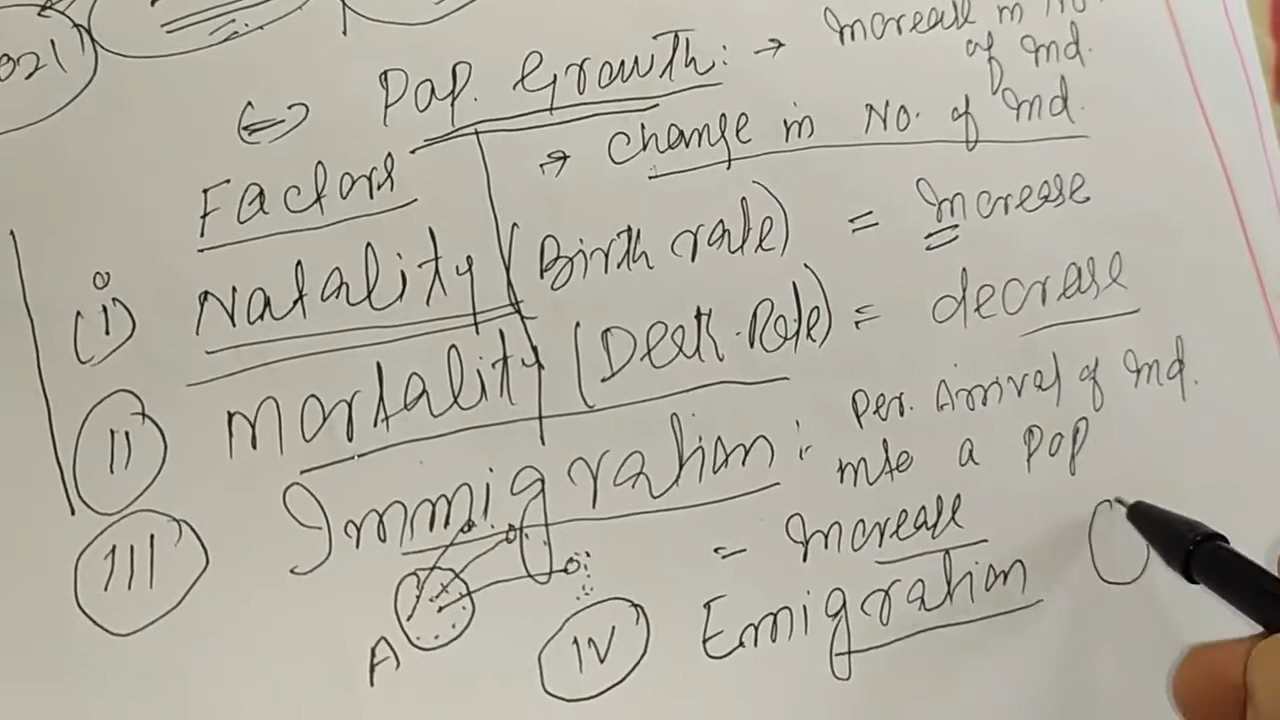 021
(=) Pop. Growth: → Increase in No.
of Ind.
→ Change in No. of Ind.
Factors
(i) Natality (Birth rate) = Increase
II Mortality (Death Rate) = decrease
III Immigration: Per. Arrival of Ind.
into a Pop
= Increase
A
IV Emigration